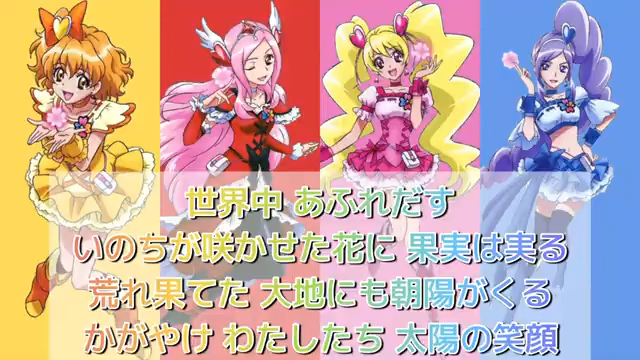 世界中 あふれだす
いのちが咲かせた花に 果実は実る
荒れ果てた 大地にも朝陽がくる
かがやけ わたしたち 太陽の笑顔